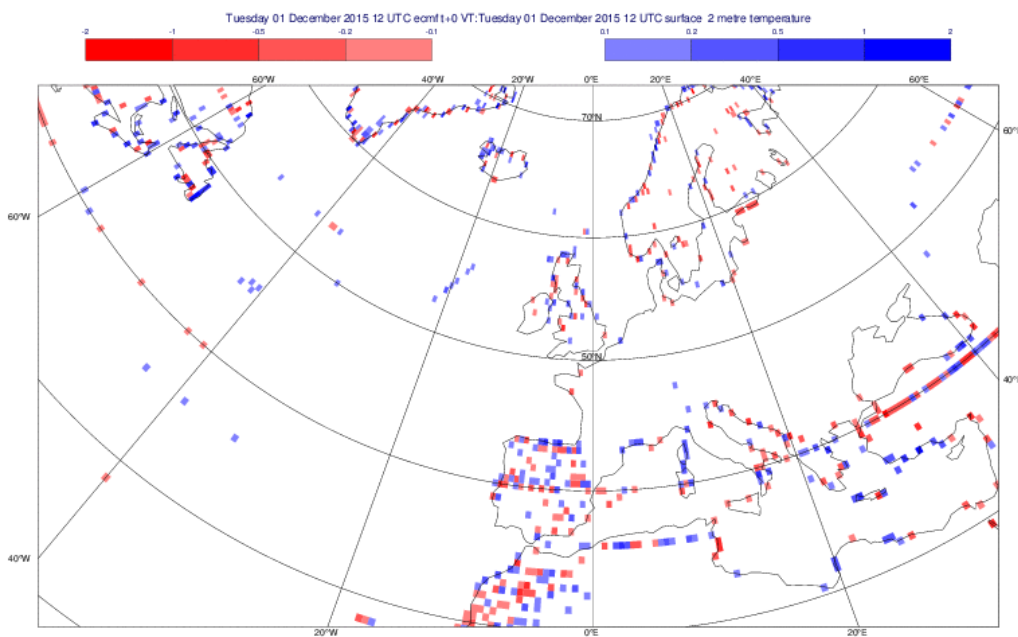 Tuesday 01 December 2015 12 UTC ecmf t+0 VT:Tuesday 01 December 2015 12 UTC surface 2 metre temperature
-2 -1 -0.5 -0.2 -0.1 0.1 0.2 0.5 1 2
60°W 40°W 20°W 0°E 20°E 40°E 60°E
70°N
60°
60°W
50°N
40°
40°W
20°W 0°E 20°E